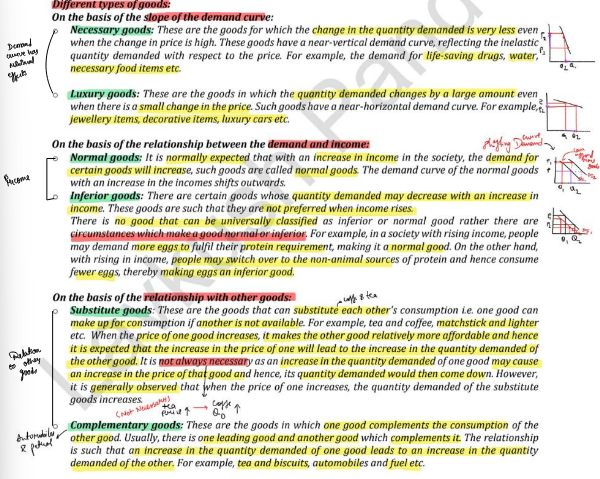 Different types of goods:
On the basis of the slope of the demand curve:
Necessary goods: These are the goods for which the change in the quantity demanded is very less even
when the change in price is high. These goods have a near-vertical demand curve, reflecting the inelastic
quantity demanded with respect to the price. For example, the demand for life-saving drugs, water,
necessary food items etc.
Demand
curve has
effects
Luxury goods: These are the goods in which the quantity demanded changes by a large amount even
when there is a small change in the price. Such goods have a near-horizontal demand curve. For example,
jewellery items, decorative items, luxury cars etc.
On the basis of the relationship between the demand and income:
Normal goods: It is normally expected that with an increase in income in the society, the demand for
certain goods will increase, such goods are called normal goods. The demand curve of the normal goods
with an increase in the incomes shifts outwards.
Income
Inferior goods: There are certain goods whose quantity demanded may decrease with an increase in
income. These goods are such that these are not preferred when income rises.
There is no good that can be universally classified as inferior or normal good rather there are
circumstances which make a good normal or inferior. For example, in a society with rising income, people
may demand more eggs to fulfil their protein requirement, making it a normal good. On the other hand,
with rising income, people may switch over to the non-animal sources of protein and hence consume
fewer eggs, thereby making eggs an inferior good.
On the basis of the relationship with other goods:
coffee & tea
Substitute goods: These are the goods that can substitute each other's consumption i.e. one good can
make up for consumption if another is not available. For example, tea and coffee, matchstick and lighter
etc. When the price of one good increases, it makes the other good relatively more affordable and hence
it is expected that the increase in the price of one will lead to the increase in the quantity demanded of
the other good. It is not always necessary as an increase in the quantity demanded of one good may cause
an increase in the price of that good and hence, its quantity demanded would then come down. However,
it is generally observed that when the price of one increases, the quantity demanded of the substitute
goods increases.
Relation
to other
goods
(Not Necessary)
tea price ↑ → coffee QD ↑
Automobiles
& petrol
Complementary goods: These are the goods in which one good complements the consumption of the
other good. Usually, there is one leading good and another good which complements it. The relationship
is such that an increase in the quantity demanded of one good leads to an increase in the quantity
demanded of the other. For example, tea and biscuits, automobiles and fuel etc.